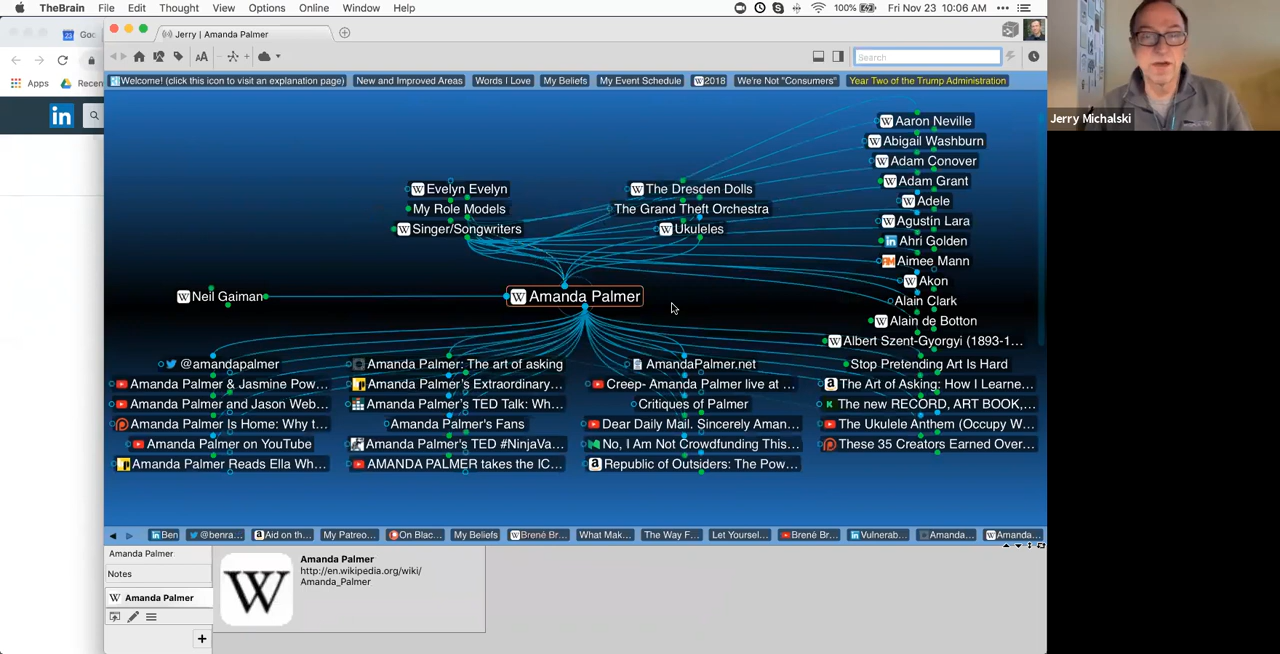 TheBrain File Edit Thought View Options Online Window Help 100% Fri Nov 23 10:06 AM
Jerry | Amanda Palmer
23 Goo
Apps Recen
AA Search
Welcome! (click this icon to visit an explanation page) New and Improved Areas Words I Love My Beliefs My Event Schedule 2018 We're Not "Consumers" Year Two of the Trump Administration
in
Jerry Michalski
Aaron Neville
Abigail Washburn
Adam Conover
Adam Grant
Adele
Agustín Lara
Ahri Golden
Aimee Mann
Akon
Alain Clark
Alain de Botton
Albert Szent-Gyorgyi (1893-1...
Evelyn Evelyn
My Role Models
Singer/Songwriters
The Dresden Dolls
The Grand Theft Orchestra
Ukuleles
Neil Gaiman
Amanda Palmer
@amandapalmer
Amanda Palmer & Jasmine Pow...
Amanda Palmer and Jason Web...
Amanda Palmer Is Home: Why t...
Amanda Palmer on YouTube
Amanda Palmer Reads Ella Wh...
Amanda Palmer: The art of asking
Amanda Palmer's Extraordinary...
Amanda Palmer's TED Talk: Wh...
Amanda Palmer's Fans
Amanda Palmer's TED #NinjaVa...
AMANDA PALMER takes the IC...
AmandaPalmer.net
Creep- Amanda Palmer live at ...
Critiques of Palmer
Dear Daily Mail. Sincerely Aman...
No, I Am Not Crowdfunding This...
Republic of Outsiders: The Pow...
Stop Pretending Art Is Hard
The Art of Asking: How I Learne...
The new RECORD, ART BOOK,...
The Ukulele Anthem (Occupy W...
These 35 Creators Earned Over...
Ben @benra... Aid on th... My Patreo... On Blac... My Beliefs Brené Br... What Mak... The Way F... Let Yoursel... Brené Br... Vulnerab... Amanda... Amanda...
Amanda Palmer
Notes
Amanda Palmer
Amanda Palmer
http://en.wikipedia.org/wiki/
Amanda_Palmer